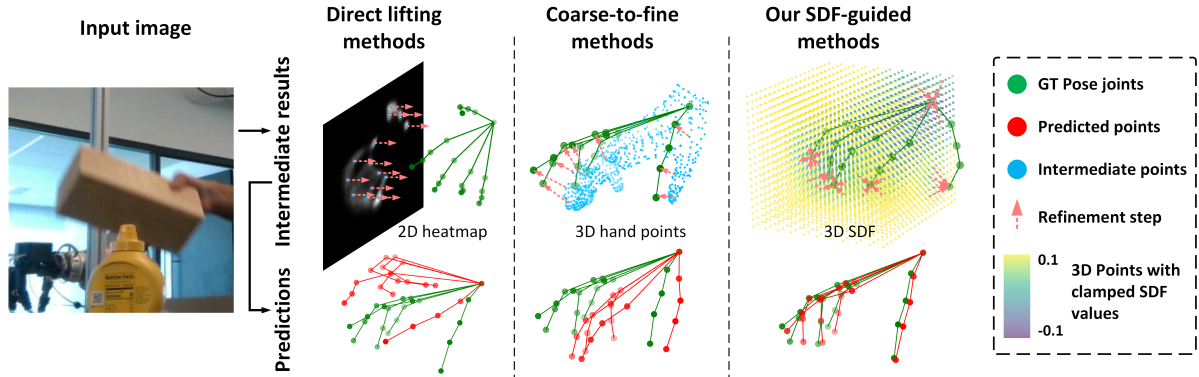 Input image
Direct lifting
methods
Coarse-to-fine
methods
Our SDF-guided
methods
Intermediate results
2D heatmap
3D hand points
3D SDF
Predictions
GT Pose joints
Predicted points
Intermediate points
Refinement step
0.1
-0.1
3D Points with
clamped SDF
values